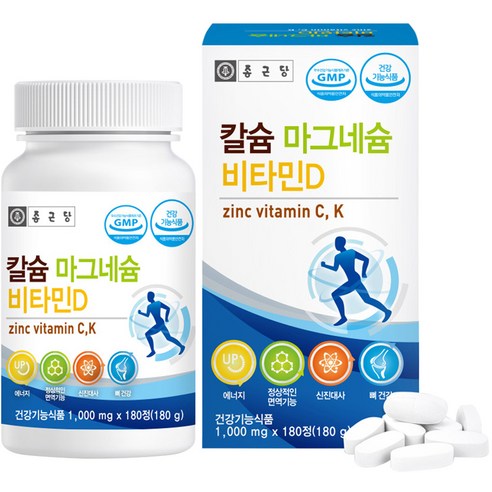 종근당
GMP
건강
기능식품
칼슘 마그네슘
비타민D
zinc vitamin C,K
UP
에너지
정상적인
면역기능
신진대사
뼈 건강
건강기능식품 1,000 mg x 180정(180 g)
종근당
GMP
건강
기능식품
칼슘 마그네슘
비타민D
zinc vitamin C, K
UP
에너지
정상적인
면역기능
신진대사
뼈 건강
건강기능식품
1,000 mg x 180정(180 g)